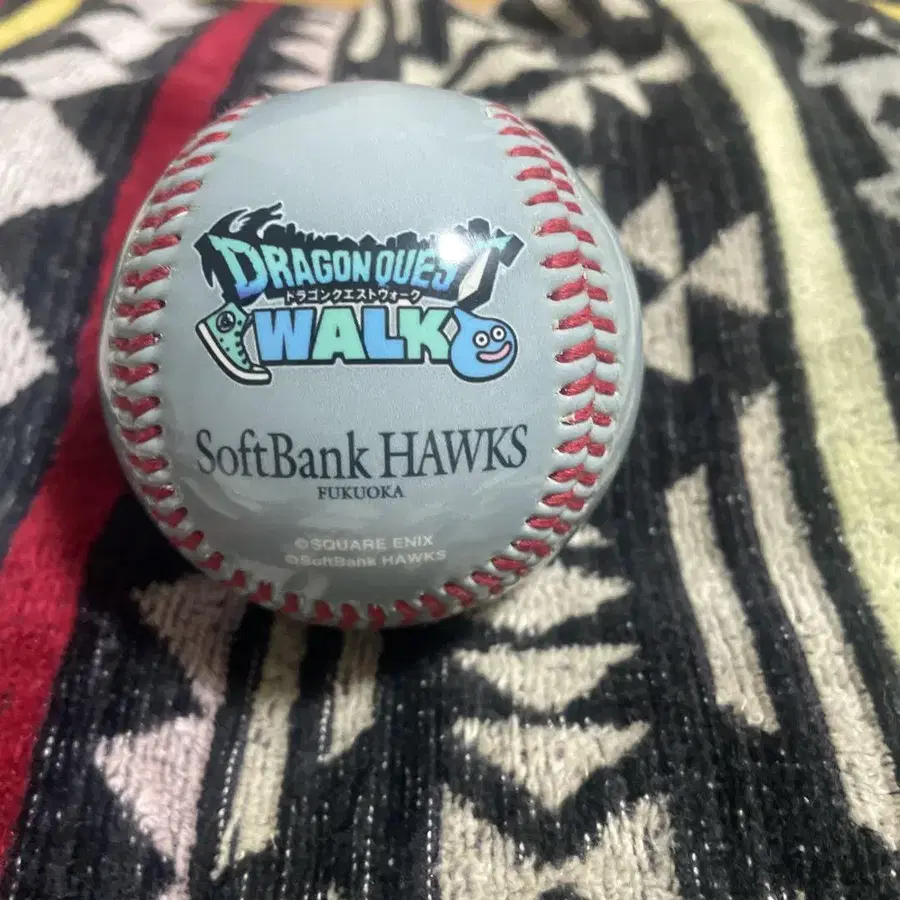 DRAGON QUEST
ドラゴンクエストウォーク
WALK
SoftBank HAWKS
FUKUOKA
©SQUARE ENIX
©SoftBank HAWKS